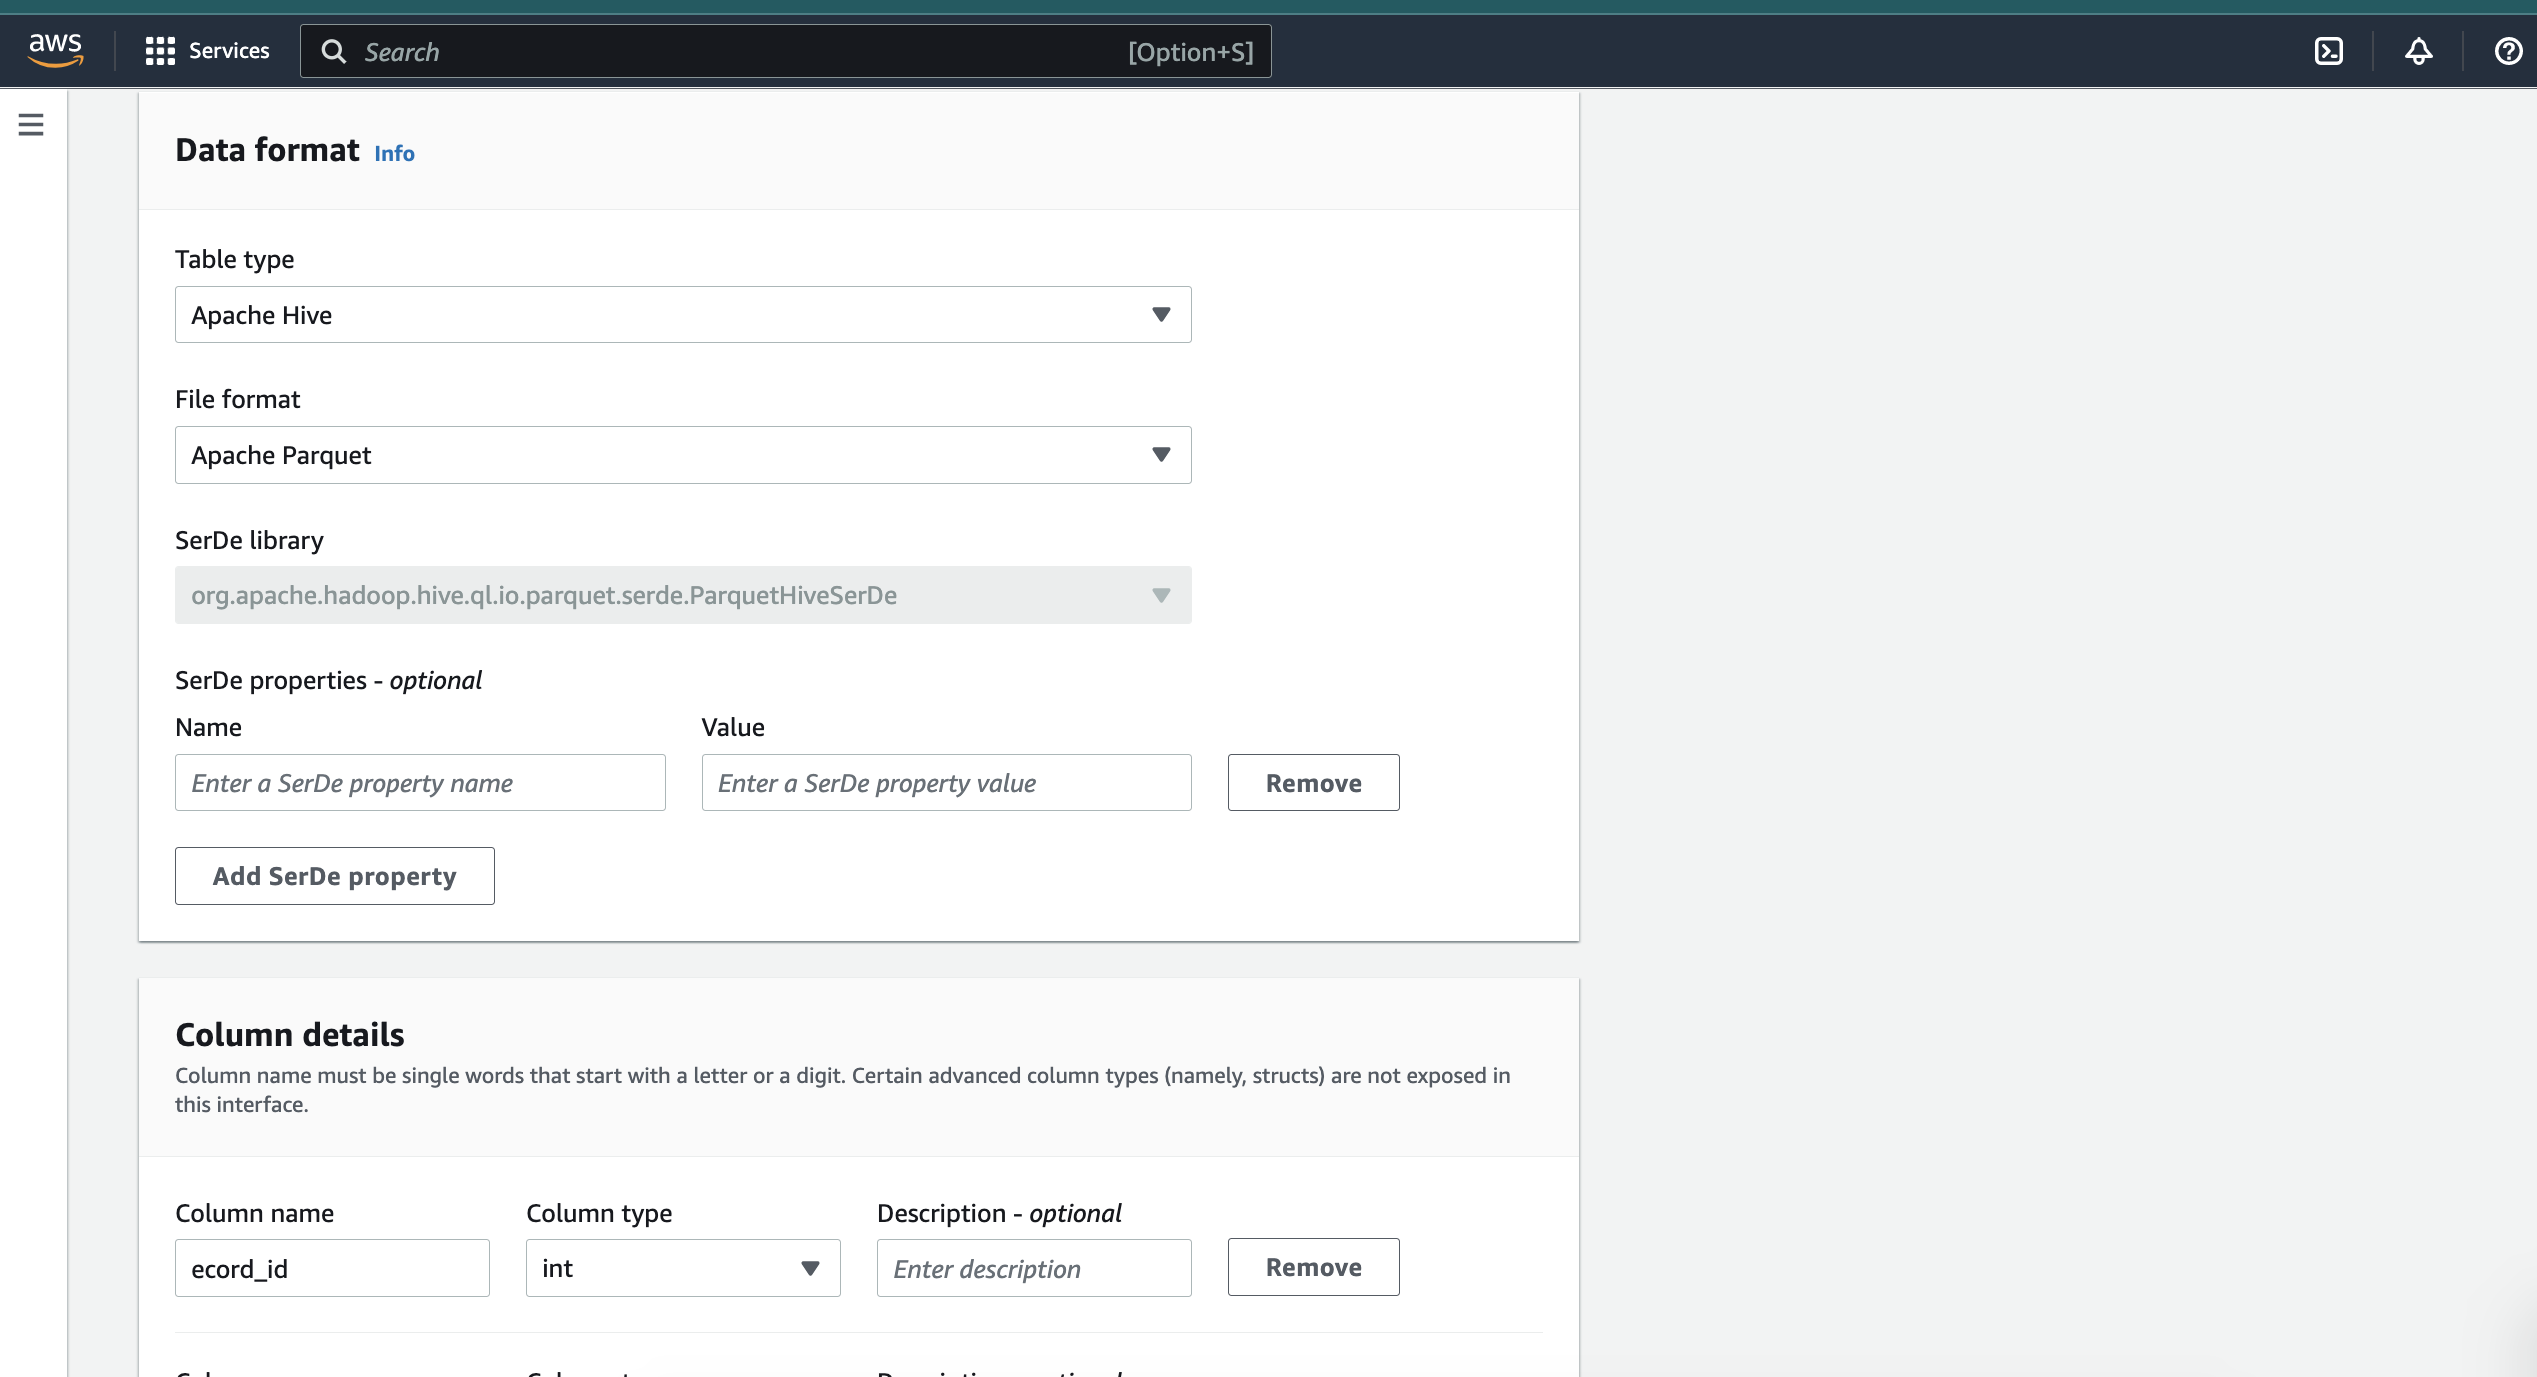 aws
Services
Search
[Option+S]
Data format Info
Table type
Apache Hive
File format
Apache Parquet
SerDe library
org.apache.hadoop.hive.ql.io.parquet.serde.ParquetHiveSerDe
SerDe properties - optional
Name Value
Enter a SerDe property name Enter a SerDe property value Remove
Add SerDe property
Column details
Column name must be single words that start with a letter or a digit. Certain advanced column types (namely, structs) are not exposed in
this interface.
Column name Column type Description - optional
ecord_id int Enter description Remove